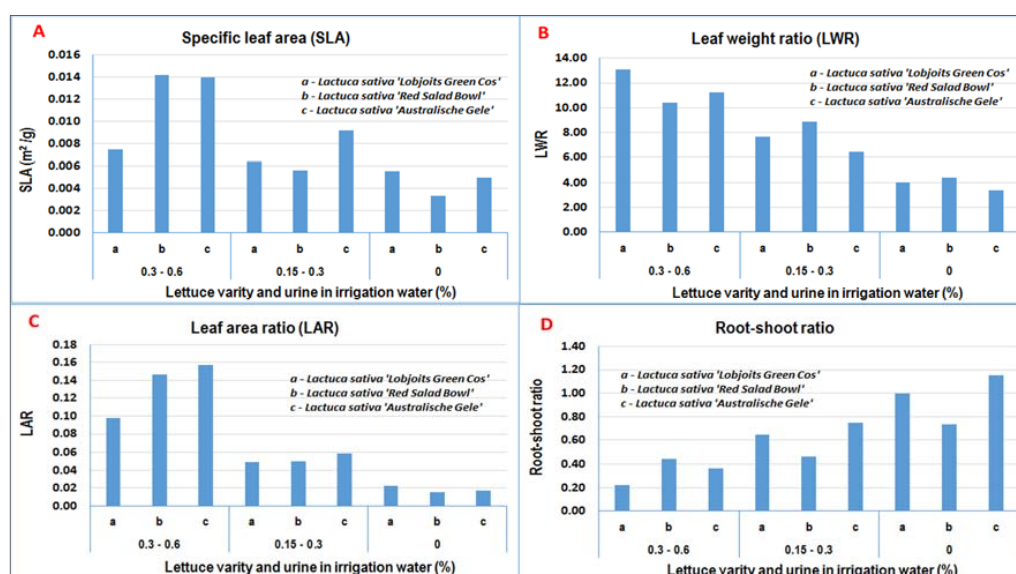 A
Specific leaf area (SLA)
0.016
0.014
0.012
0.010
0.008
0.006
0.004
0.002
0.000
SLA (m² /g)
a - Lactuca sativa 'Lobjoits Green Cos'
b - Lactuca sativa 'Red Salad Bowl'
c - Lactuca sativa 'Australische Gele'
a b c a b c a b c
0.3 - 0.6 0.15 - 0.3 0
Lettuce varity and urine in irrigation water (%)
B
Leaf weight ratio (LWR)
14.00
12.00
10.00
8.00
6.00
4.00
2.00
0.00
LWR
a - Lactuca sativa 'Lobjoits Green Cos'
b - Lactuca sativa 'Red Salad Bowl'
c - Lactuca sativa 'Australische Gele'
a b c a b c a b c
0.3 - 0.6 0.15 - 0.3 0
Lettuce varity and urine in irrigation water (%)
C
Leaf area ratio (LAR)
0.18
0.16
0.14
0.12
0.10
0.08
0.06
0.04
0.02
0.00
LAR
a - Lactuca sativa 'Lobjoits Green Cos'
b - Lactuca sativa 'Red Salad Bowl'
c - Lactuca sativa 'Australische Gele'
a b c a b c a b c
0.3 - 0.6 0.15 - 0.3 0
Lettuce varity and urine in irrigation water (%)
D
Root-shoot ratio
1.40
1.20
1.00
0.80
0.60
0.40
0.20
0.00
Root-shoot ratio
a - Lactuca sativa 'Lobjoits Green Cos'
b - Lactuca sativa 'Red Salad Bowl'
c - Lactuca sativa 'Australische Gele'
a b c a b c a b c
0.3 - 0.6 0.15 - 0.3 0
Lettuce varity and urine in irrigation water (%)